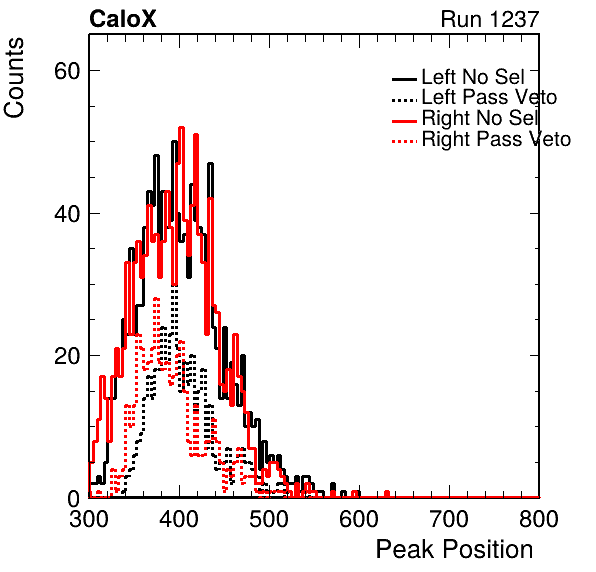 CaloX Run 1237
Counts
60
40
20
0
Left No Sel
Left Pass Veto
Right No Sel
Right Pass Veto
300 400 500 600 700 800
Peak Position